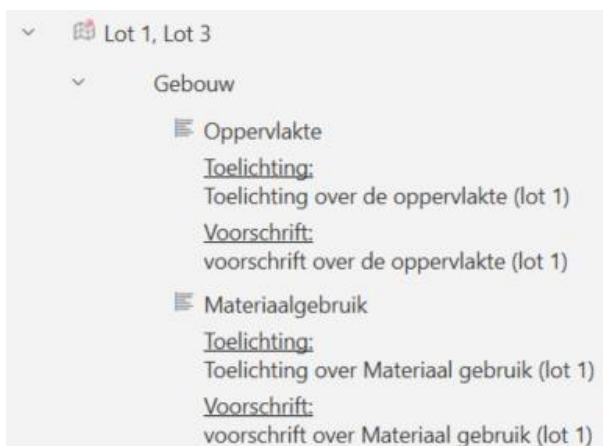 Lot 1, Lot 3
Gebouw
Oppervlakte
Toelichting:
Toelichting over de oppervlakte (lot 1)
Voorschrift:
voorschrift over de oppervlakte (lot 1)
Materiaalgebruik
Toelichting:
Toelichting over Materiaal gebruik (lot 1)
Voorschrift:
voorschrift over Materiaal gebruik (lot 1)